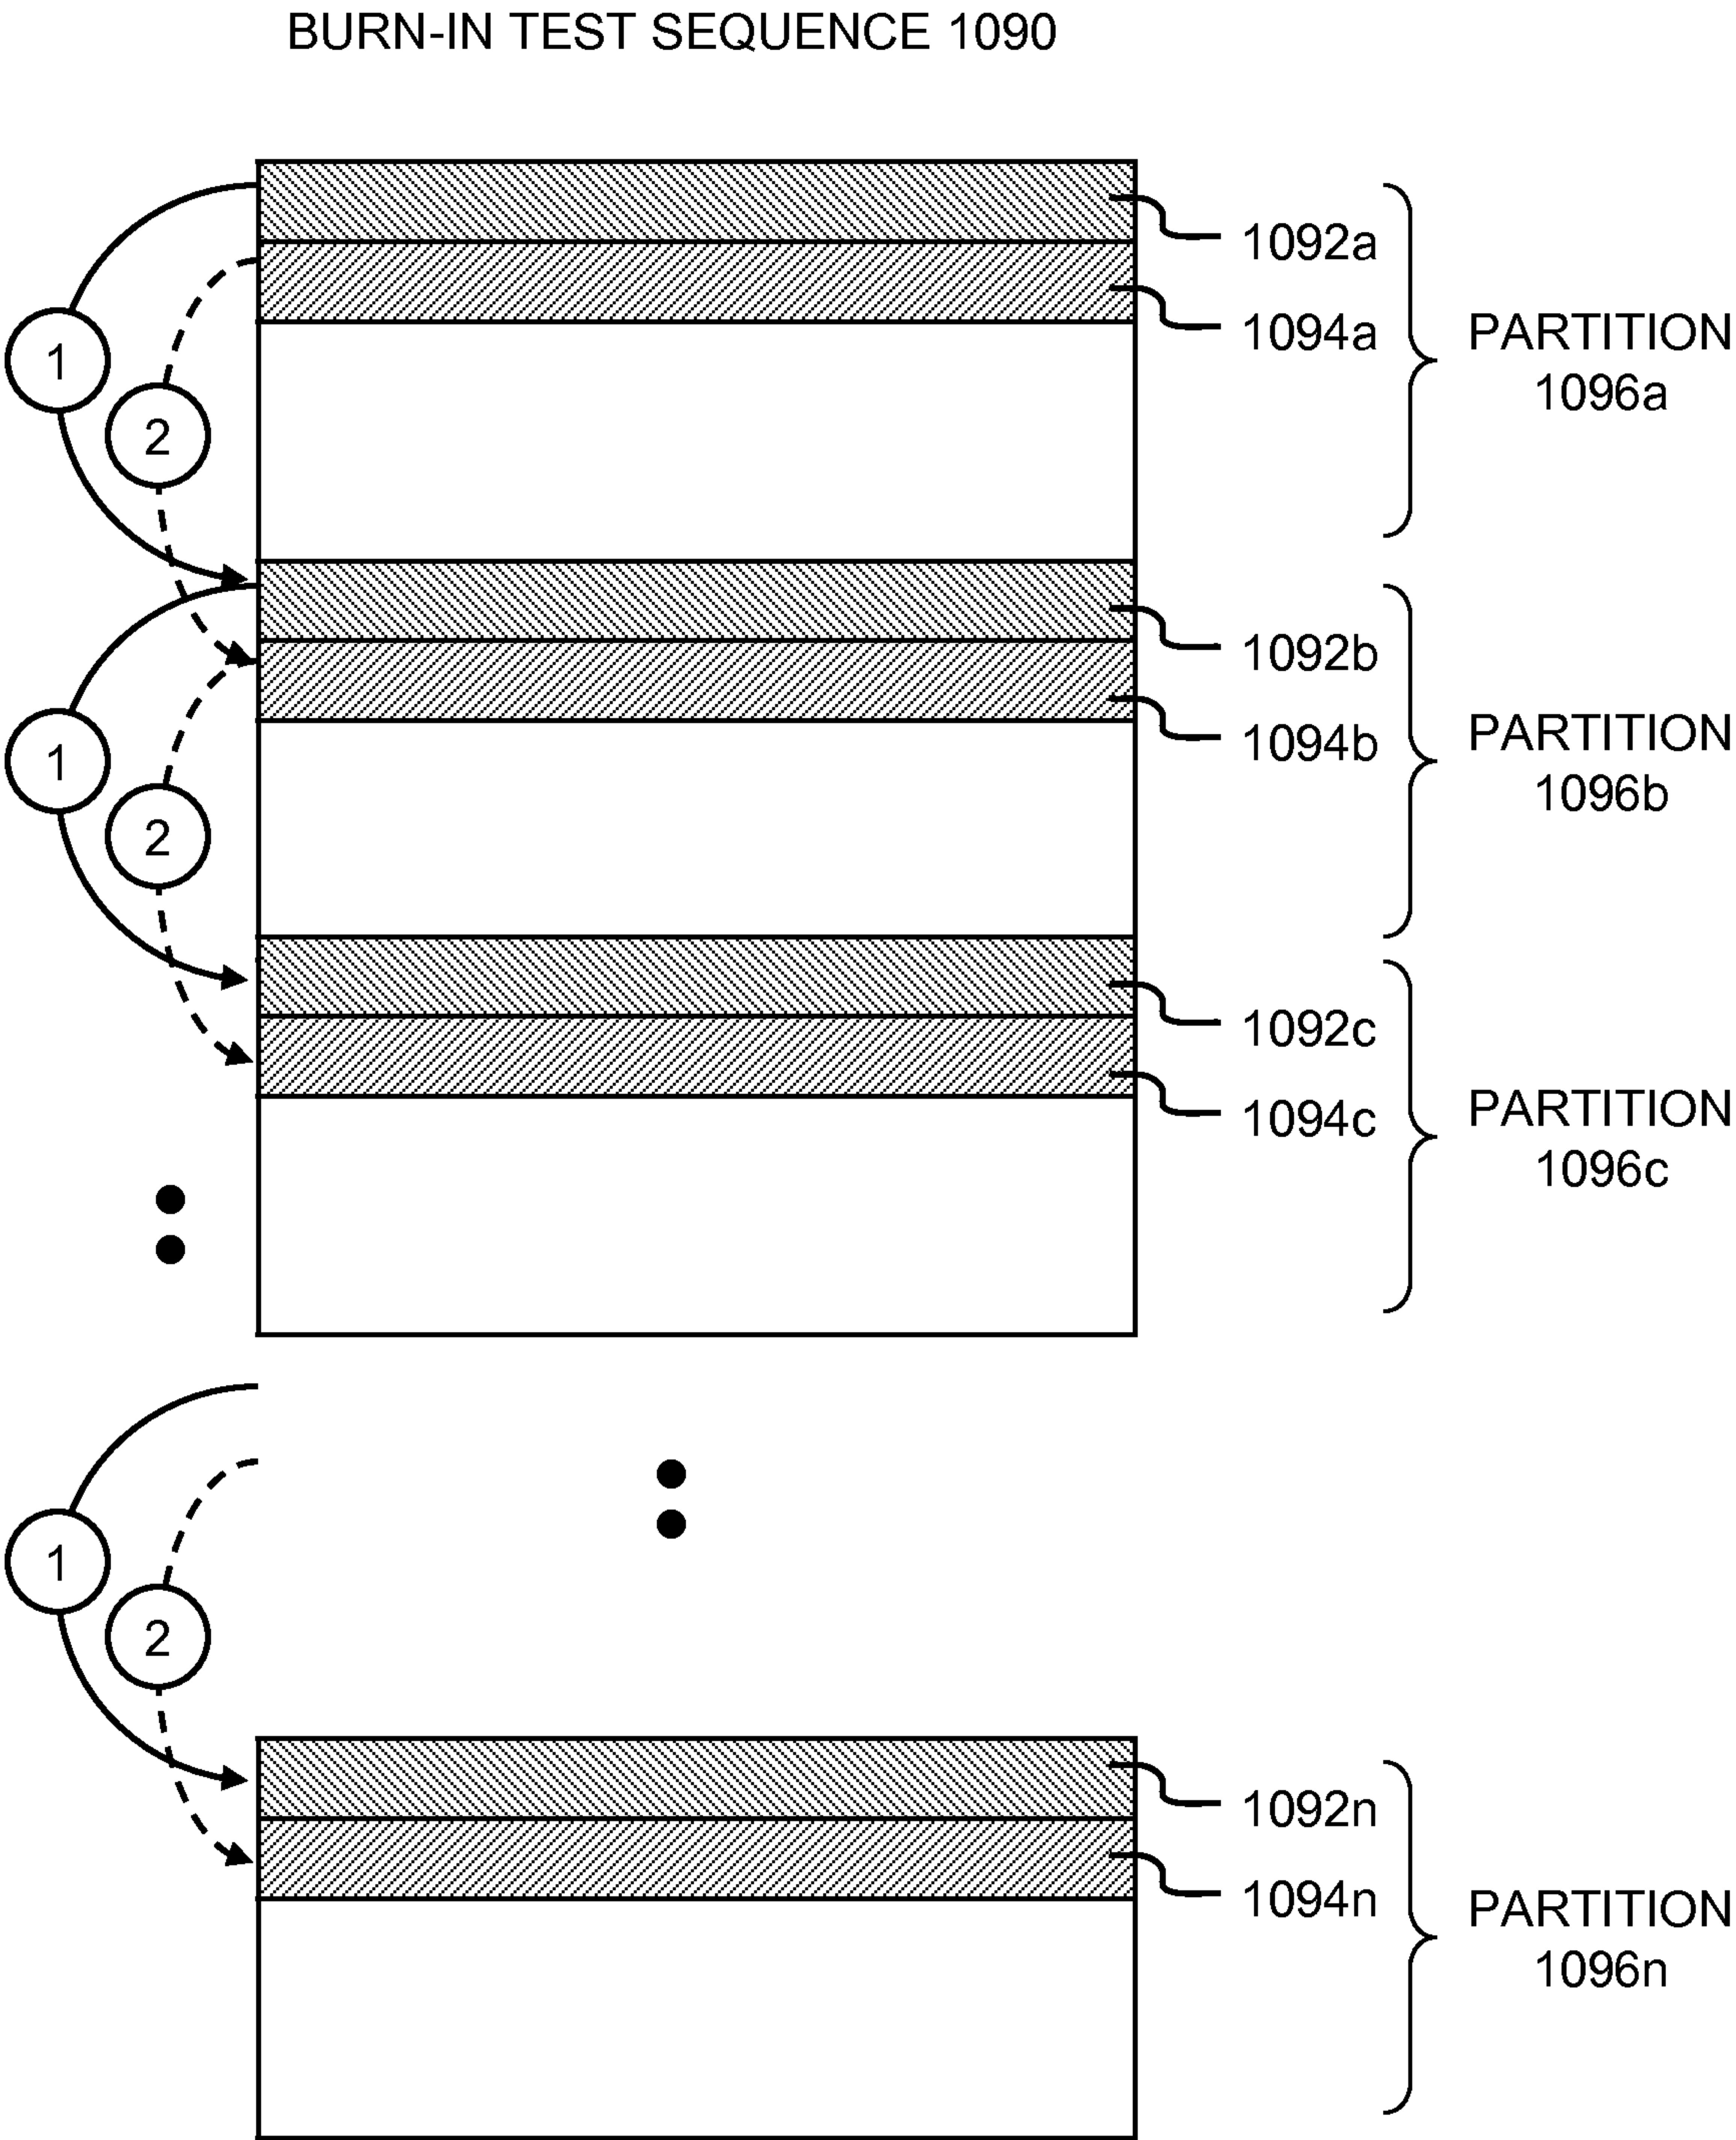 BURN-IN TEST SEQUENCE 1090
1092a
1094a
PARTITION
1096a
1
2
1092b
1094b
PARTITION
1096b
1
2
1092c
1094c
PARTITION
1096c
1
2
1092n
1094n
PARTITION
1096n